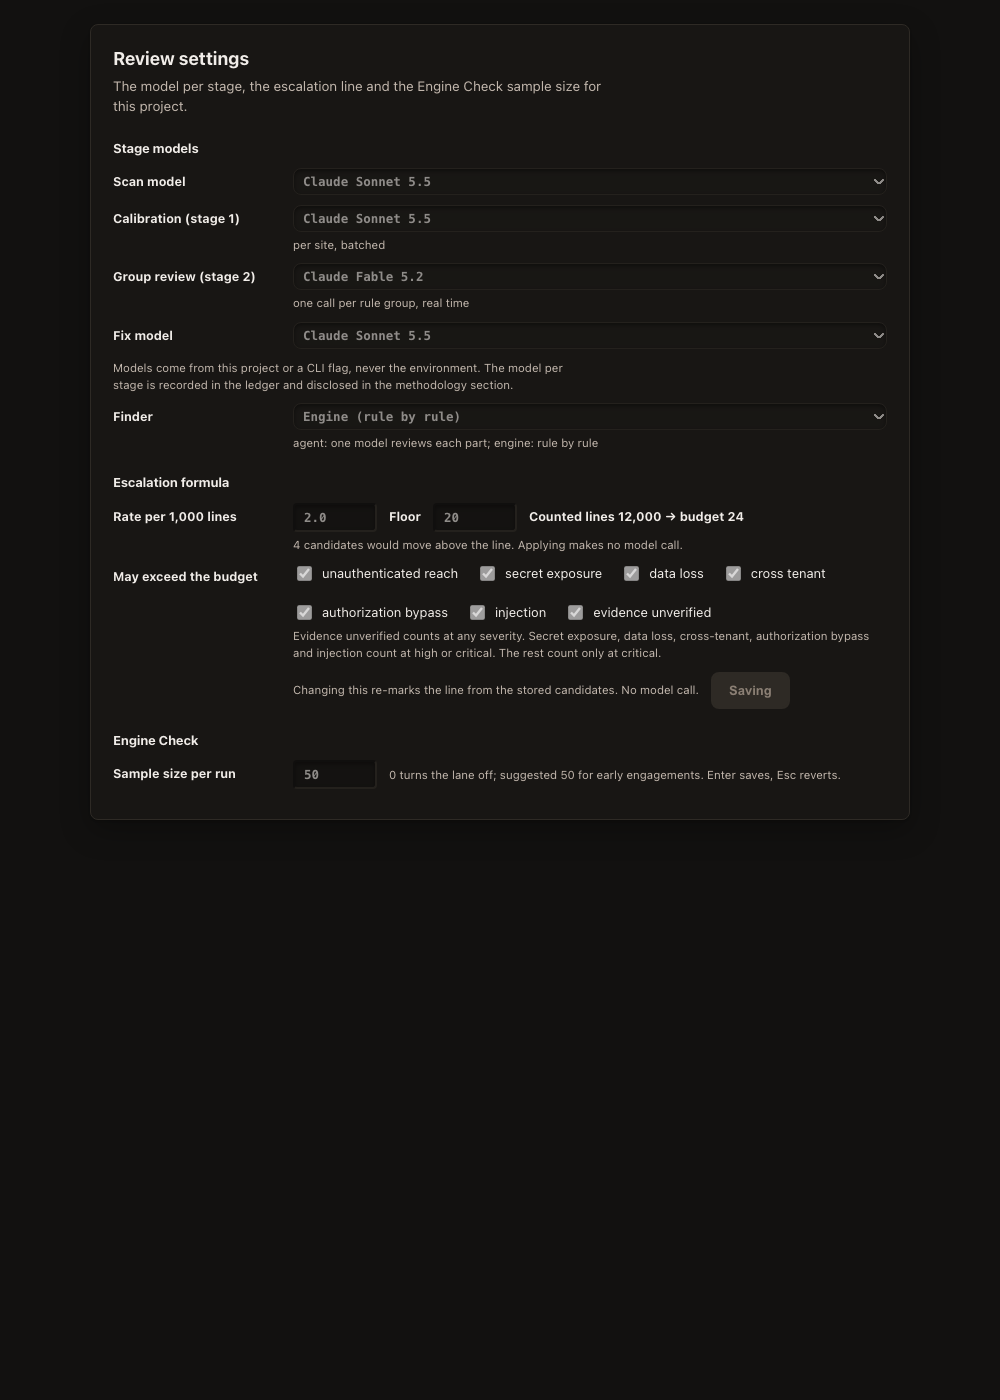 Review settings
The model per stage, the escalation line and the Engine Check sample size for
this project.
Stage models
Scan model
Claude Sonnet 5.5
Calibration (stage 1)
Claude Sonnet 5.5
per site, batched
Group review (stage 2)
Claude Fable 5.2
one call per rule group, real time
Fix model
Claude Sonnet 5.5
Models come from this project or a CLI flag, never the environment. The model per
stage is recorded in the ledger and disclosed in the methodology section.
Finder
Engine (rule by rule)
agent: one model reviews each part; engine: rule by rule
Escalation formula
Rate per 1,000 lines 2.0 Floor 20 Counted lines 12,000 → budget 24
4 candidates would move above the line. Applying makes no model call.
May exceed the budget
unauthenticated reach secret exposure data loss cross tenant
authorization bypass injection evidence unverified
Evidence unverified counts at any severity. Secret exposure, data loss, cross-tenant, authorization bypass
and injection count at high or critical. The rest count only at critical.
Changing this re-marks the line from the stored candidates. No model call. Saving
Engine Check
Sample size per run 50 0 turns the lane off; suggested 50 for early engagements. Enter saves, Esc reverts.